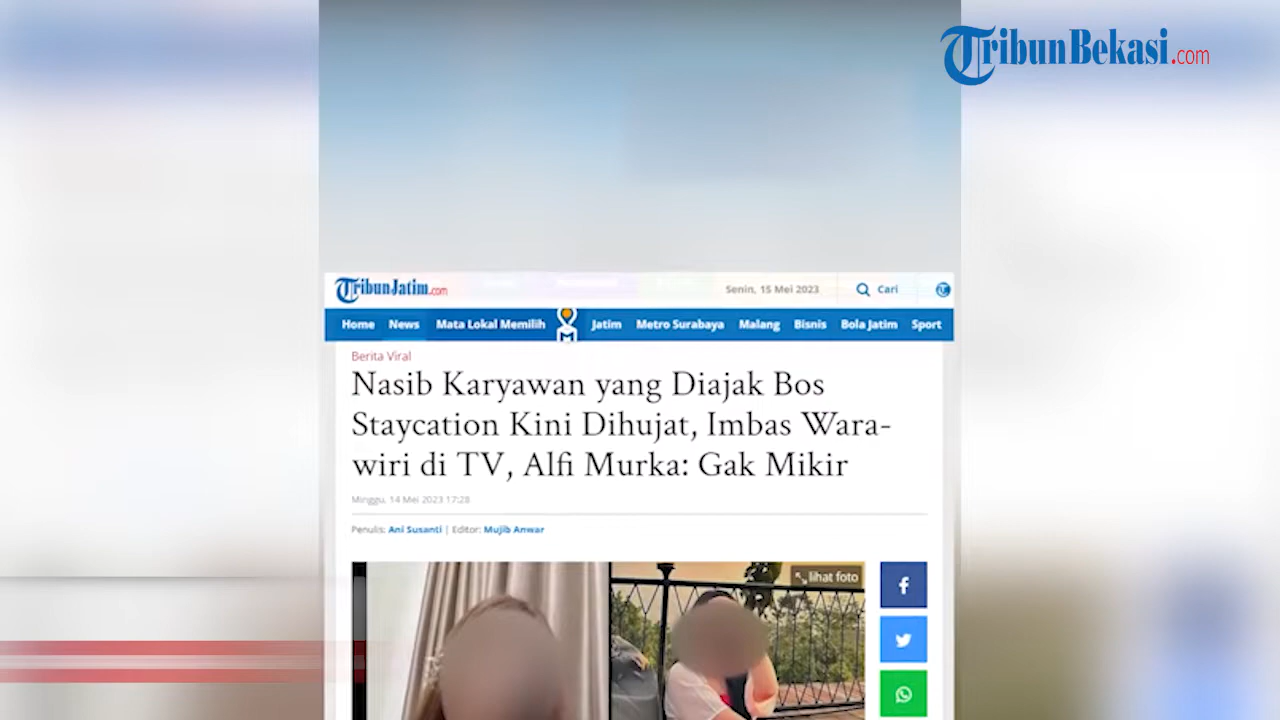 TribunBekasi.com
TribunJatim.com
Senin, 15 Mei 2023
Cari
Home News Mata Lokal Memilih M Jatim Metro Surabaya Malang Bisnis Bola Jatim Sport
Berita Viral
Nasib Karyawan yang Diajak Bos
Staycation Kini Dihujat, Imbas Wara-
wiri di TV, Alfi Murka: Gak Mikir
Minggu, 14 Mei 2023 17:28
Penulis: Ani Susanti | Editor: Mujib Anwar
lihat foto